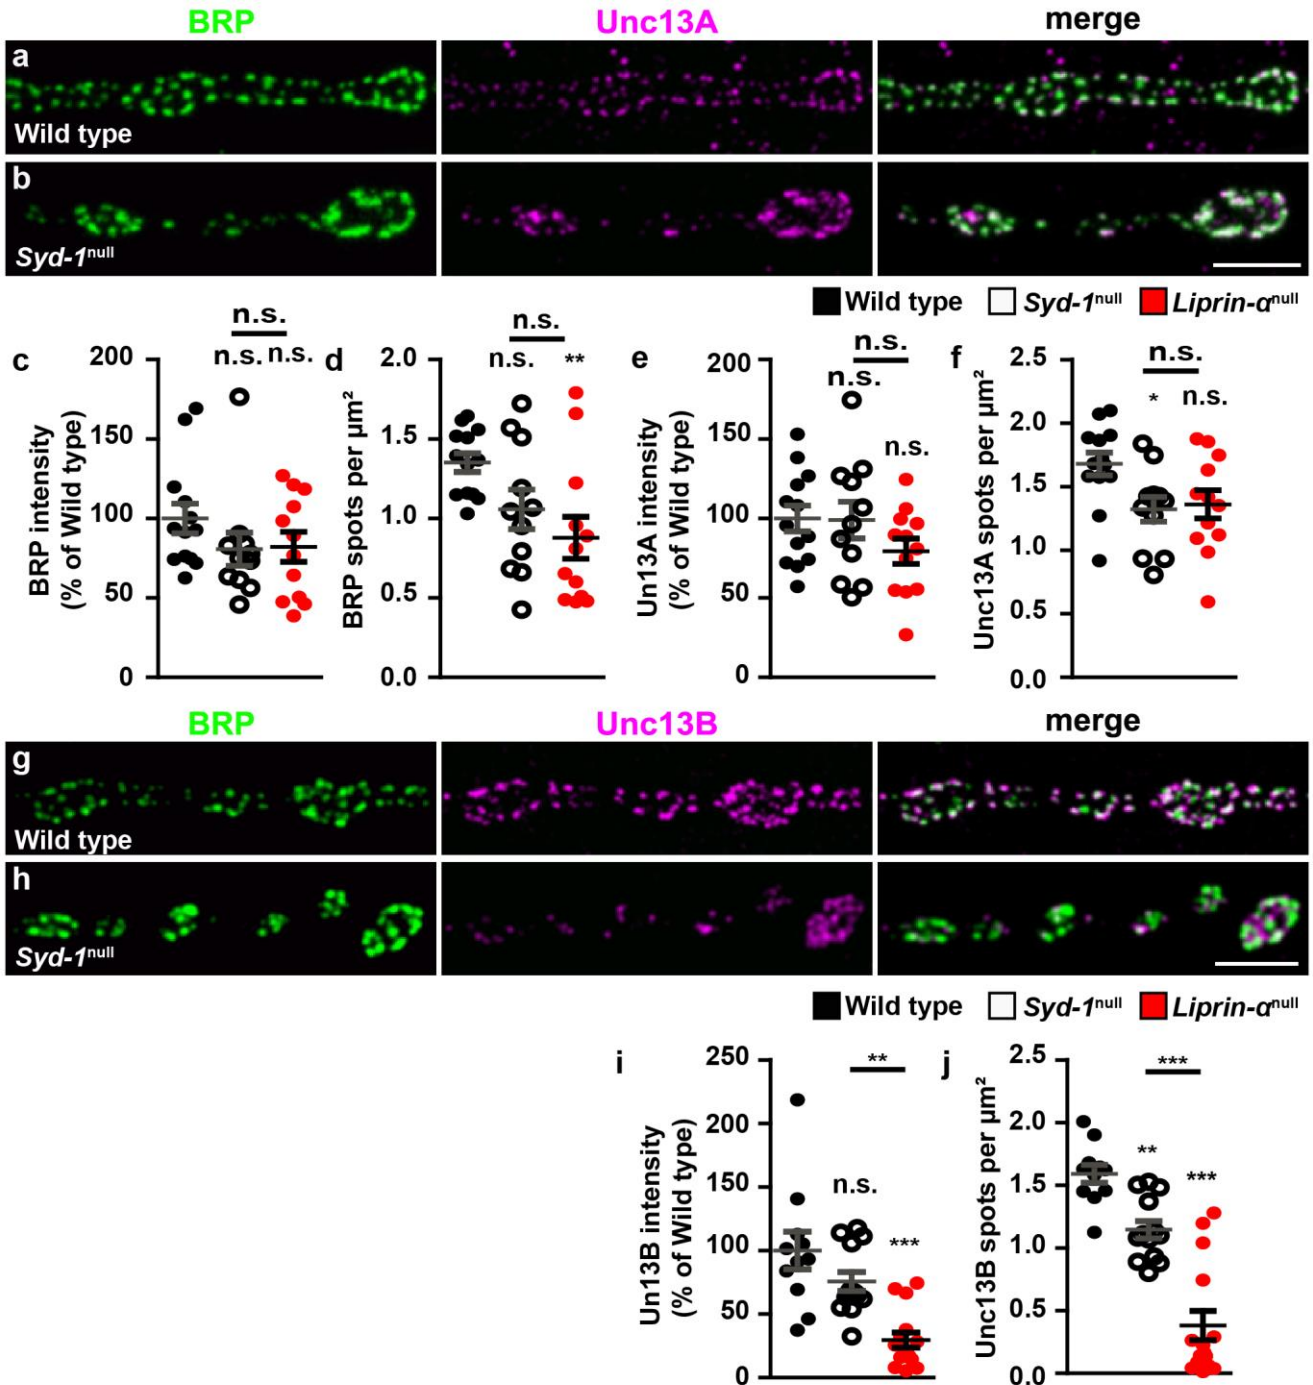 BRP Unc13A merge
a
Wild type
b
Syd-1null
Wild type Syd-1null Liprin-αnull
c
n.s.
n.s. n.s.
BRP intensity
(% of Wild type)
200
150
100
50
0
d
n.s.
n.s. **
BRP spots per µm²
2.0
1.5
1.0
0.5
0.0
e
n.s.
n.s.
n.s.
Un13A intensity
(% of Wild type)
200
150
100
50
0
f
n.s.
* n.s.
Unc13A spots per µm²
2.5
2.0
1.5
1.0
0.5
0.0
BRP Unc13B merge
g
Wild type
h
Syd-1null
Wild type Syd-1null Liprin-αnull
i
**
n.s.
***
Un13B intensity
(% of Wild type)
250
200
150
100
50
0
j
***
**
***
Unc13B spots per µm²
2.5
2.0
1.5
1.0
0.5
0.0